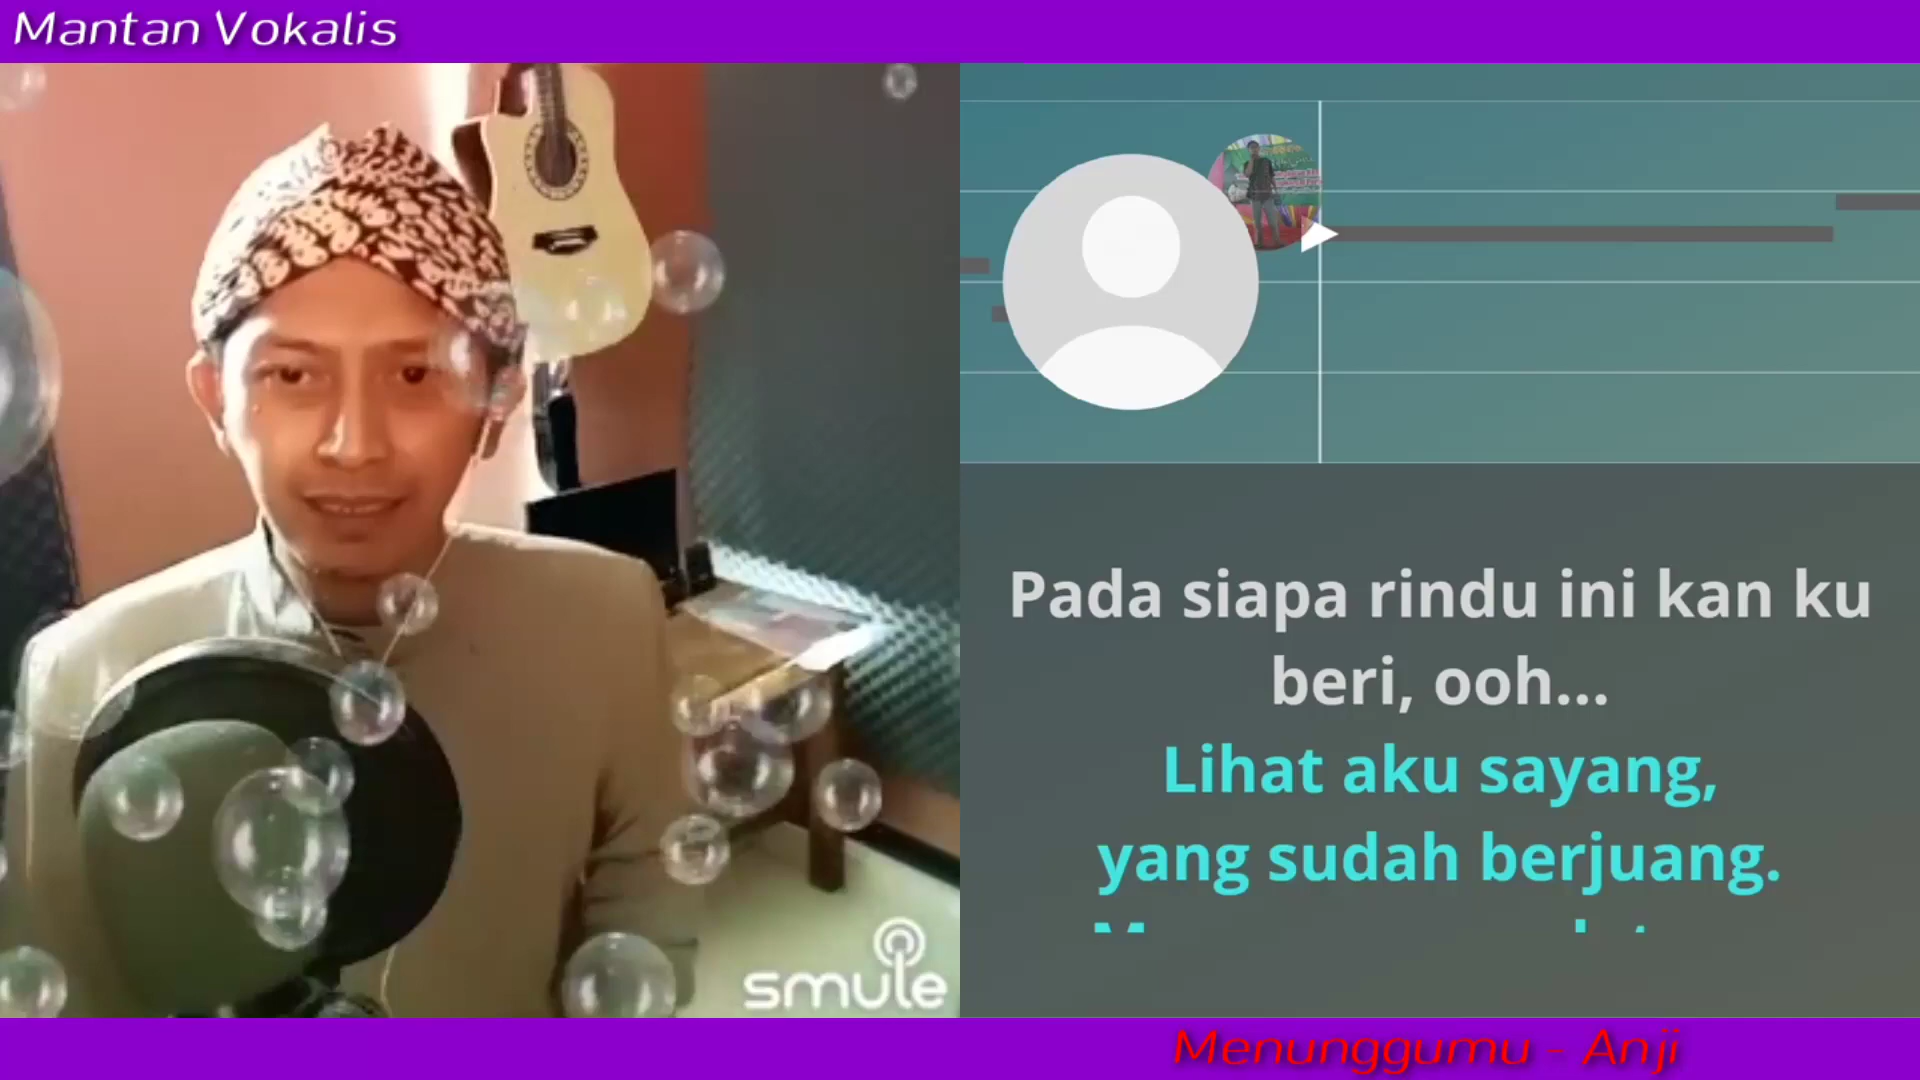 Mantan Vokalis
Pada siapa rindu ini kan ku
beri, ooh...
Lihat aku sayang,
yang sudah berjuang.
smule
Menunggumu - Anji